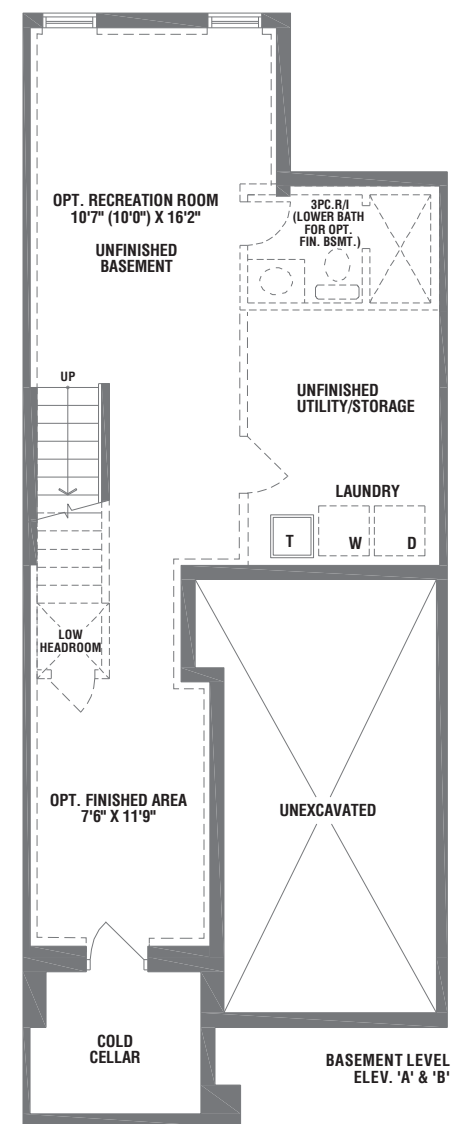 OPT. RECREATION ROOM
10'7" (10'0") X 16'2"
UNFINISHED
BASEMENT
3PC.R/I
(LOWER BATH
FOR OPT.
FIN. BSMT.)
UP
UNFINISHED
UTILITY/STORAGE
LAUNDRY
T W D
LOW
HEADROOM
OPT. FINISHED AREA
7'6" X 11'9"
UNEXCAVATED
COLD
CELLAR
BASEMENT LEVEL
ELEV. 'A' & 'B'